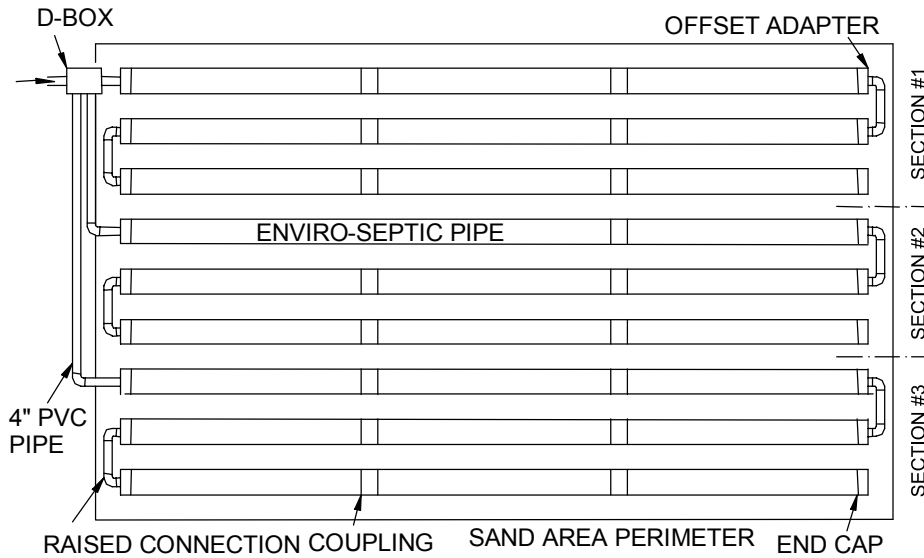 D-BOX
OFFSET ADAPTER
SECTION #1
ENVIRO-SEPTIC PIPE
SECTION #2
4" PVC
PIPE
SECTION #3
RAISED CONNECTION
COUPLING
SAND AREA PERIMETER
END CAP